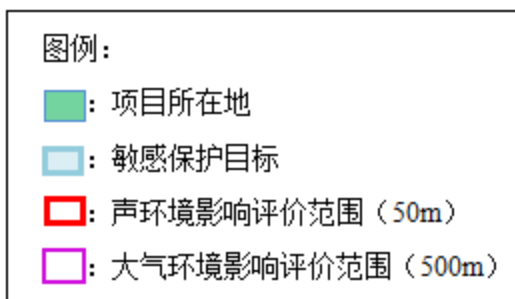 图例：
：项目所在地
：敏感保护目标
：声环境影响评价范围（50m）
：大气环境影响评价范围（500m）